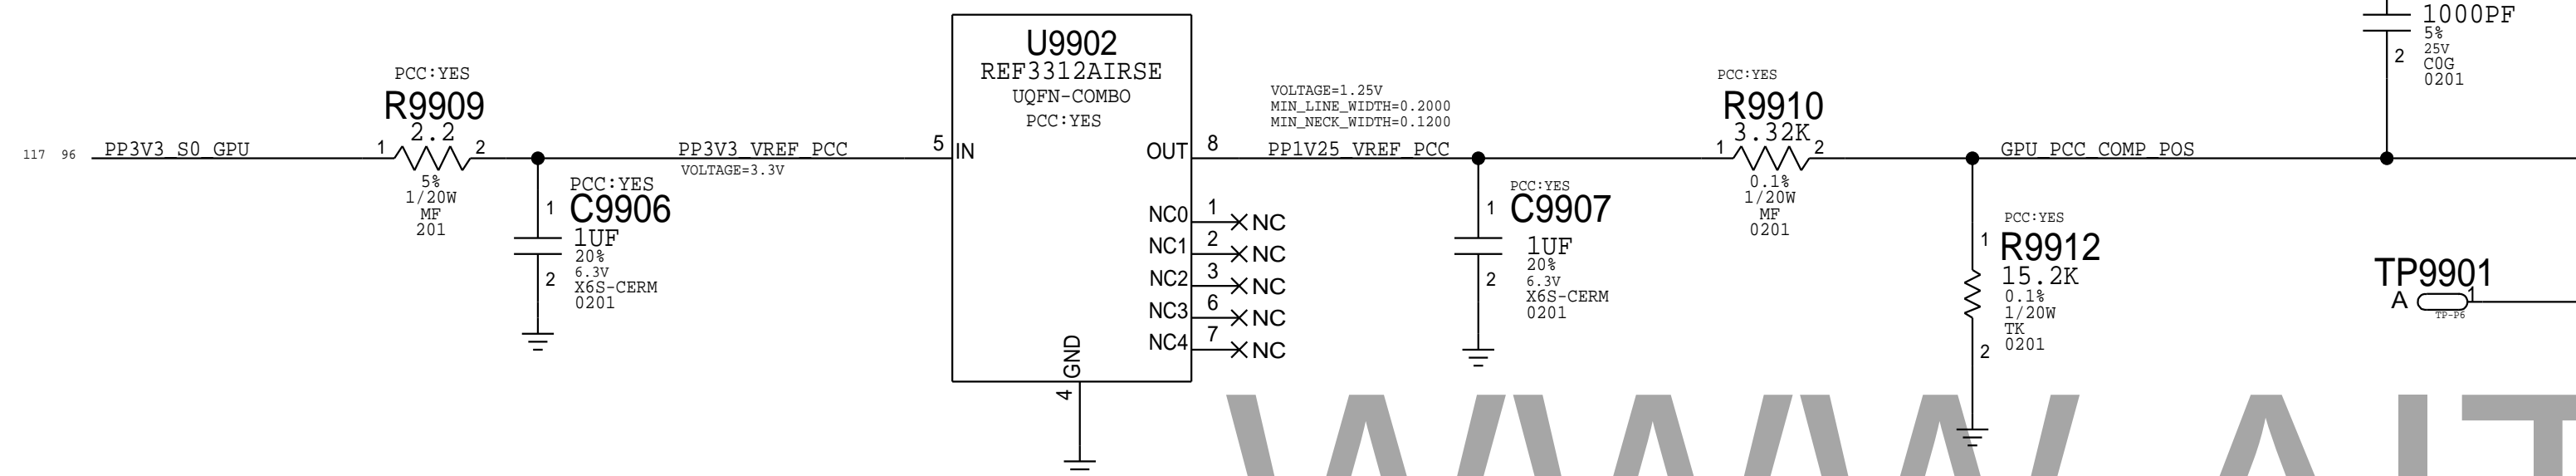 117 96 PP3V3_S0_GPU
PCC:YES
R9909
2.2
1 2
5%
1/20W
MF
201
PCC:YES
C9906
1
1UF
20%
6.3V
2
X6S-CERM
0201
PP3V3_VREF_PCC
VOLTAGE=3.3V
U9902
REF3312AIRSE
UQFN-COMBO
PCC:YES
5 IN
OUT 8
NC0 1 NC
NC1 2 NC
NC2 3 NC
NC3 6 NC
NC4 7 NC
GND
4
VOLTAGE=1.25V
MIN_LINE_WIDTH=0.2000
MIN_NECK_WIDTH=0.1200
PP1V25_VREF_PCC
PCC:YES
1
C9907
1UF
20%
6.3V
2
X6S-CERM
0201
PCC:YES
R9910
3.32K
1 2
0.1%
1/20W
MF
0201
GPU_PCC_COMP_POS
PCC:YES
1
R9912
15.2K
0.1%
1/20W
TK
0201
2
1000PF
5%
25V
2
C0G
0201
TP9901
A 1
TP-P6